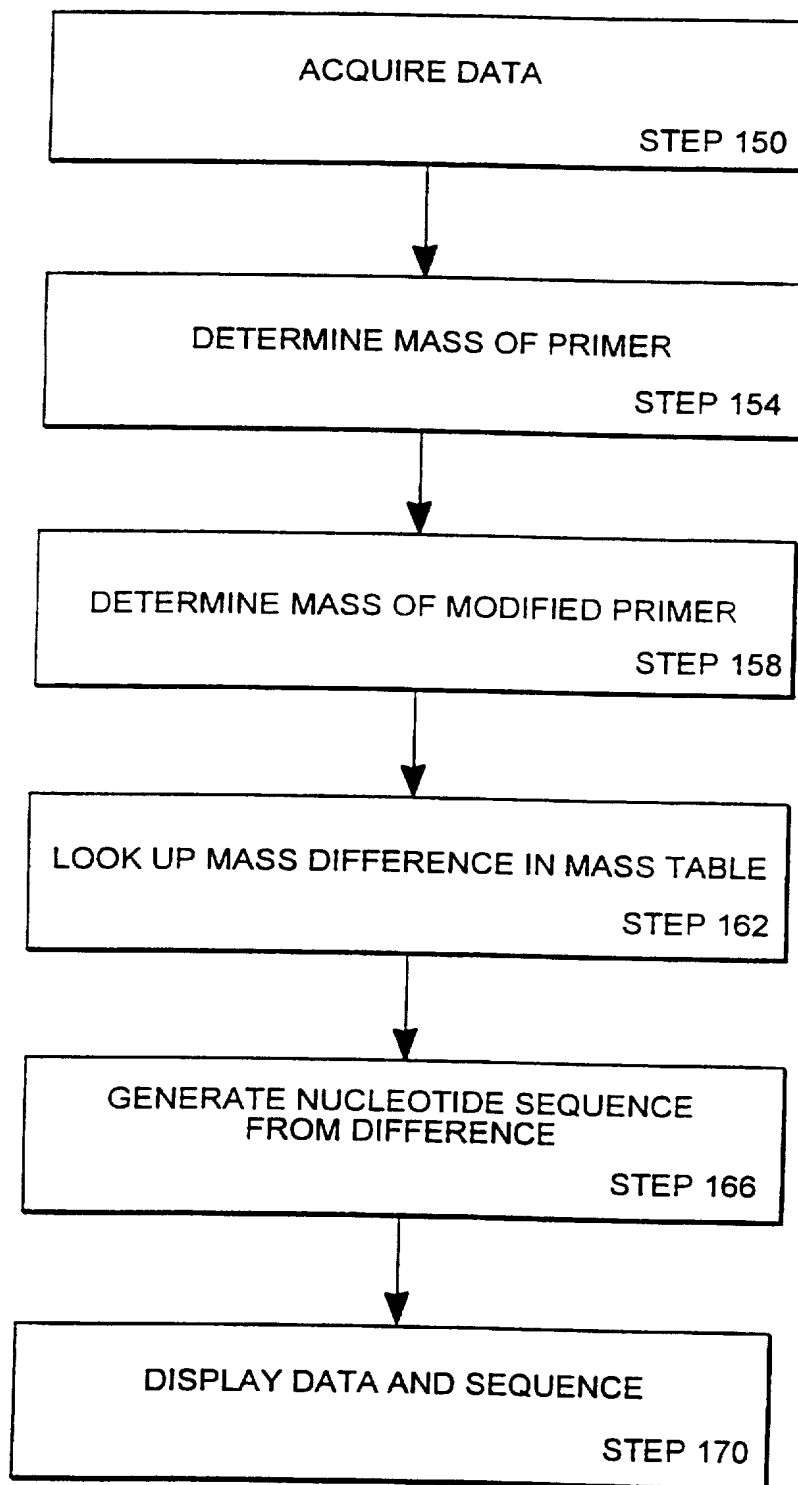 ACQUIRE DATA
STEP 150
DETERMINE MASS OF PRIMER
STEP 154
DETERMINE MASS OF MODIFIED PRIMER
STEP 158
LOOK UP MASS DIFFERENCE IN MASS TABLE
STEP 162
GENERATE NUCLEOTIDE SEQUENCE
FROM DIFFERENCE
STEP 166
DISPLAY DATA AND SEQUENCE
STEP 170